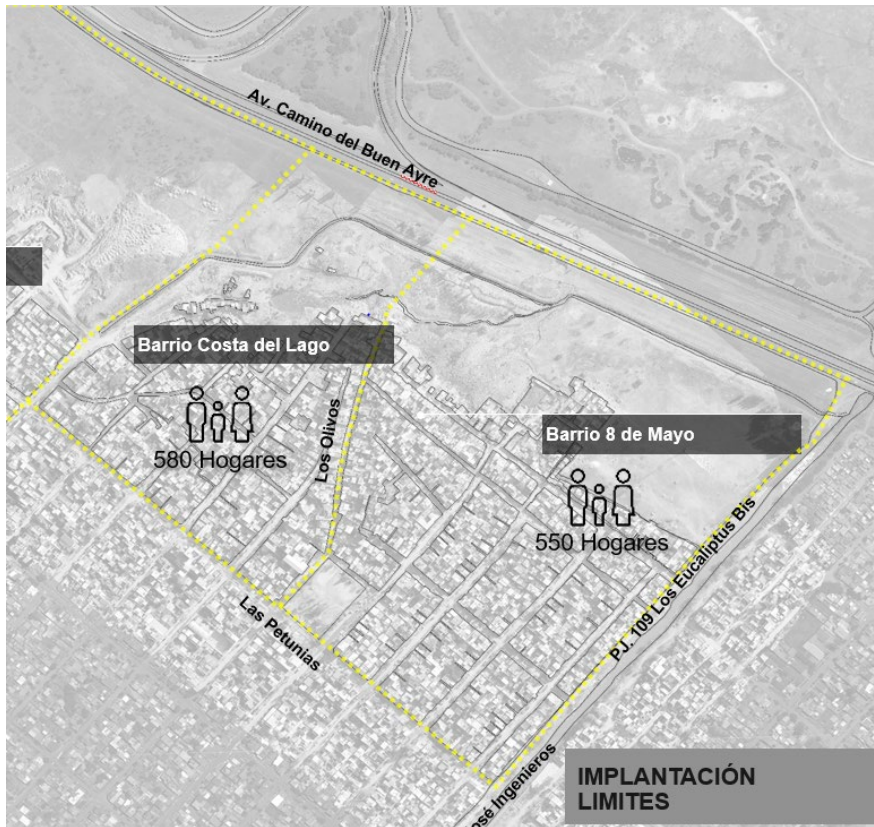 Av. Camino del Buen Ayre
Barrio Costa del Lago
580 Hogares
Los Olivos
Barrio 8 de Mayo
550 Hogares
PJ. 109 Los Eucaliptus Bis
Las Petunias
José Ingenieros
IMPLANTACIÓN
LIMITES